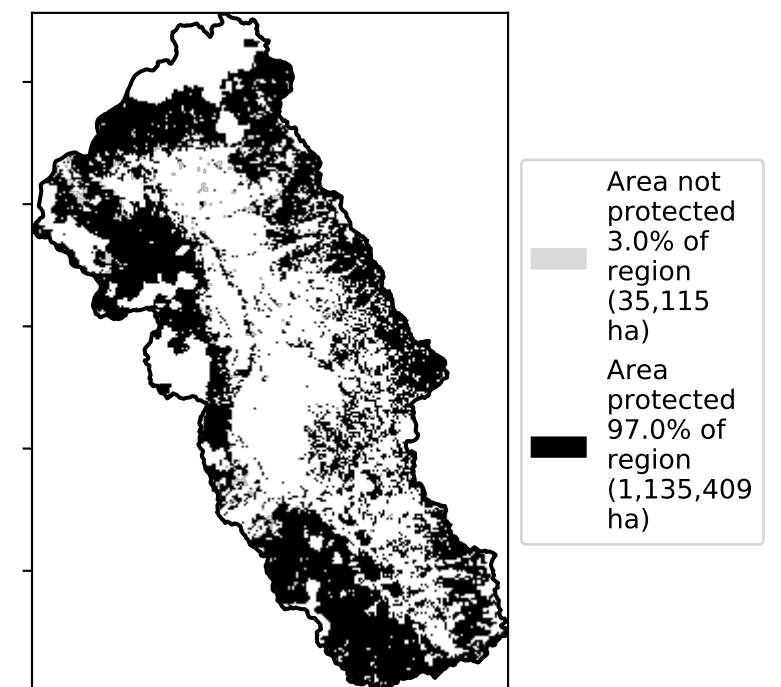 Area not
protected
3.0% of
region
(35,115
ha)
Area
protected
97.0% of
region
(1,135,409
ha)